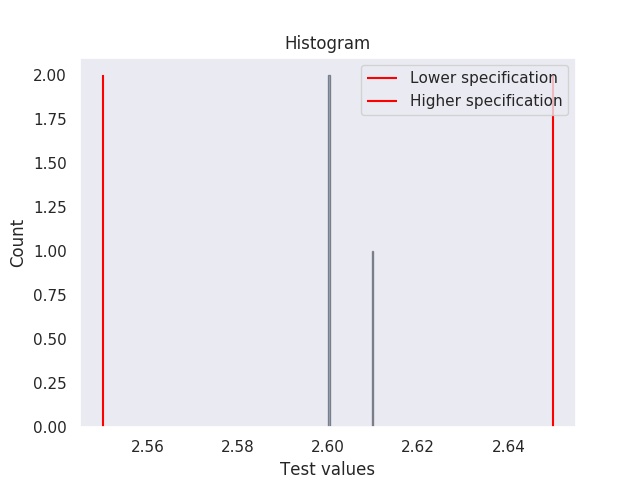 Histogram
Lower specification
Higher specification
2.00
1.75
1.50
1.25
1.00
0.75
0.50
0.25
0.00
Count
2.56 2.58 2.60 2.62 2.64
Test values